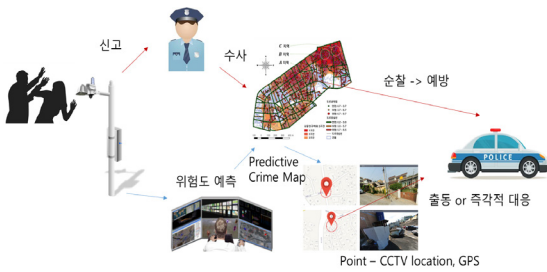 신고
수사
순찰 -> 예방
위험도 예측
Predictive
Crime Map
POLICE
출동 or 즉각적 대응
Point – CCTV location, GPS